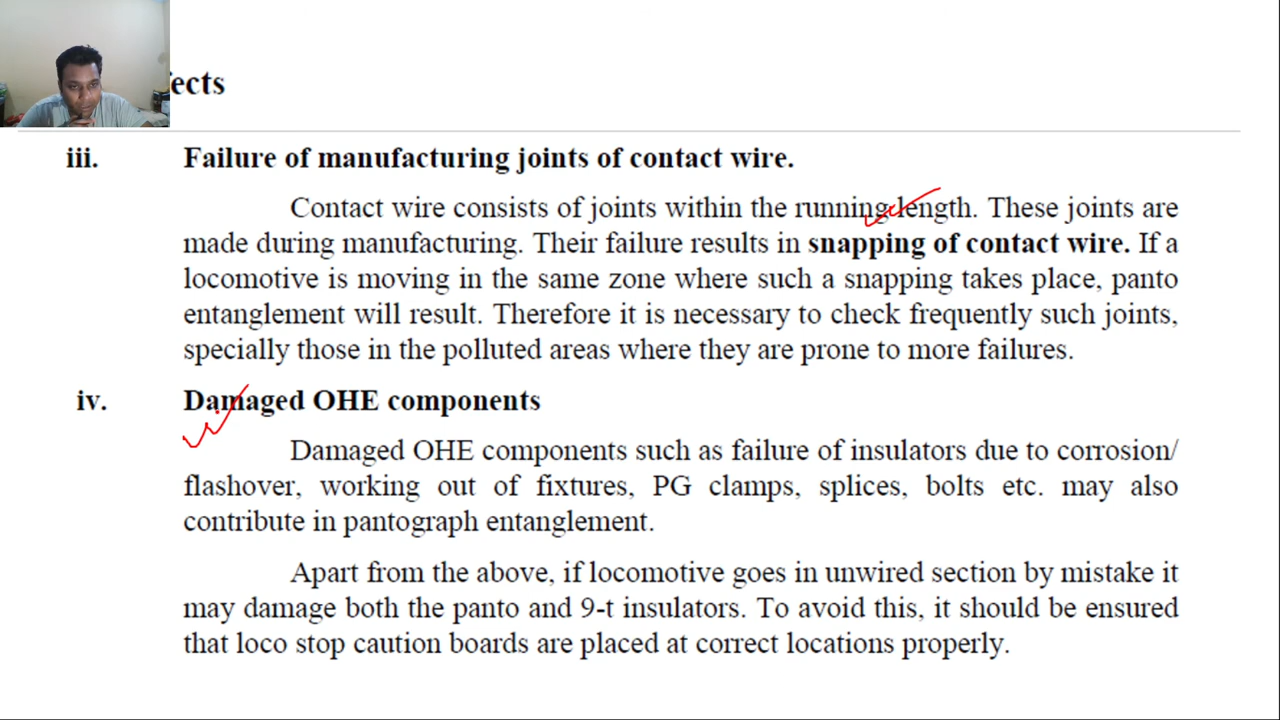 fects
iii. Failure of manufacturing joints of contact wire.
Contact wire consists of joints within the running length. These joints are
made during manufacturing. Their failure results in snapping of contact wire. If a
locomotive is moving in the same zone where such a snapping takes place, panto
entanglement will result. Therefore it is necessary to check frequently such joints,
specially those in the polluted areas where they are prone to more failures.
iv. Damaged OHE components
Damaged OHE components such as failure of insulators due to corrosion/
flashover, working out of fixtures, PG clamps, splices, bolts etc. may also
contribute in pantograph entanglement.
Apart from the above, if locomotive goes in unwired section by mistake it
may damage both the panto and 9-t insulators. To avoid this, it should be ensured
that loco stop caution boards are placed at correct locations properly.